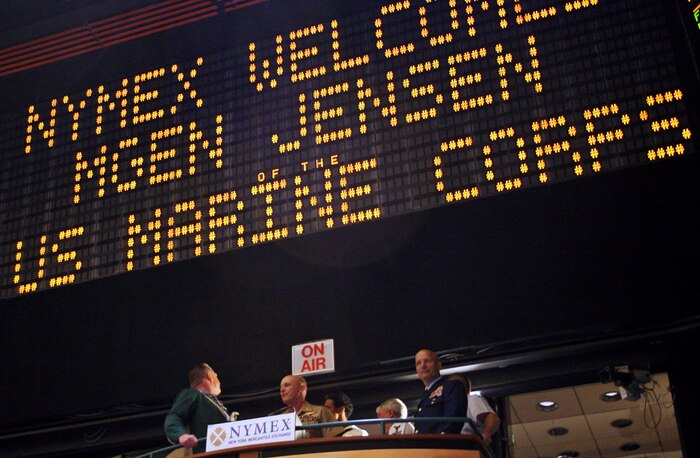 NYMEX WELCOMES
MGEN JENSEN
OF THE
US MARINE CORPS
ON
AIR
NYMEX
NEW YORK MERCANTILE EXCHANGE